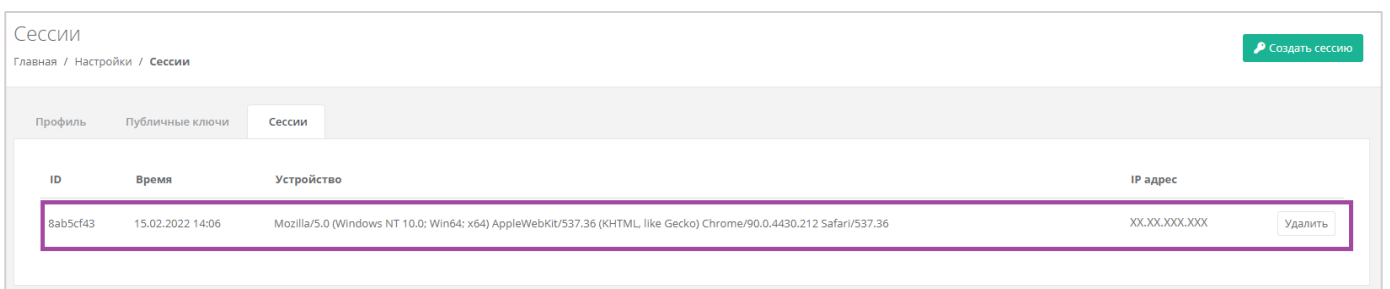 Сессии
Создать сессию
Главная / Настройки / Сессии
Профиль Публичные ключи Сессии
ID Время Устройство IP адрес
8ab5cf43 15.02.2022 14:06 Mozilla/5.0 (Windows NT 10.0; Win64; x64) AppleWebKit/537.36 (KHTML, like Gecko) Chrome/90.0.4430.212 Safari/537.36 XX.XX.XXX.XXX Удалить